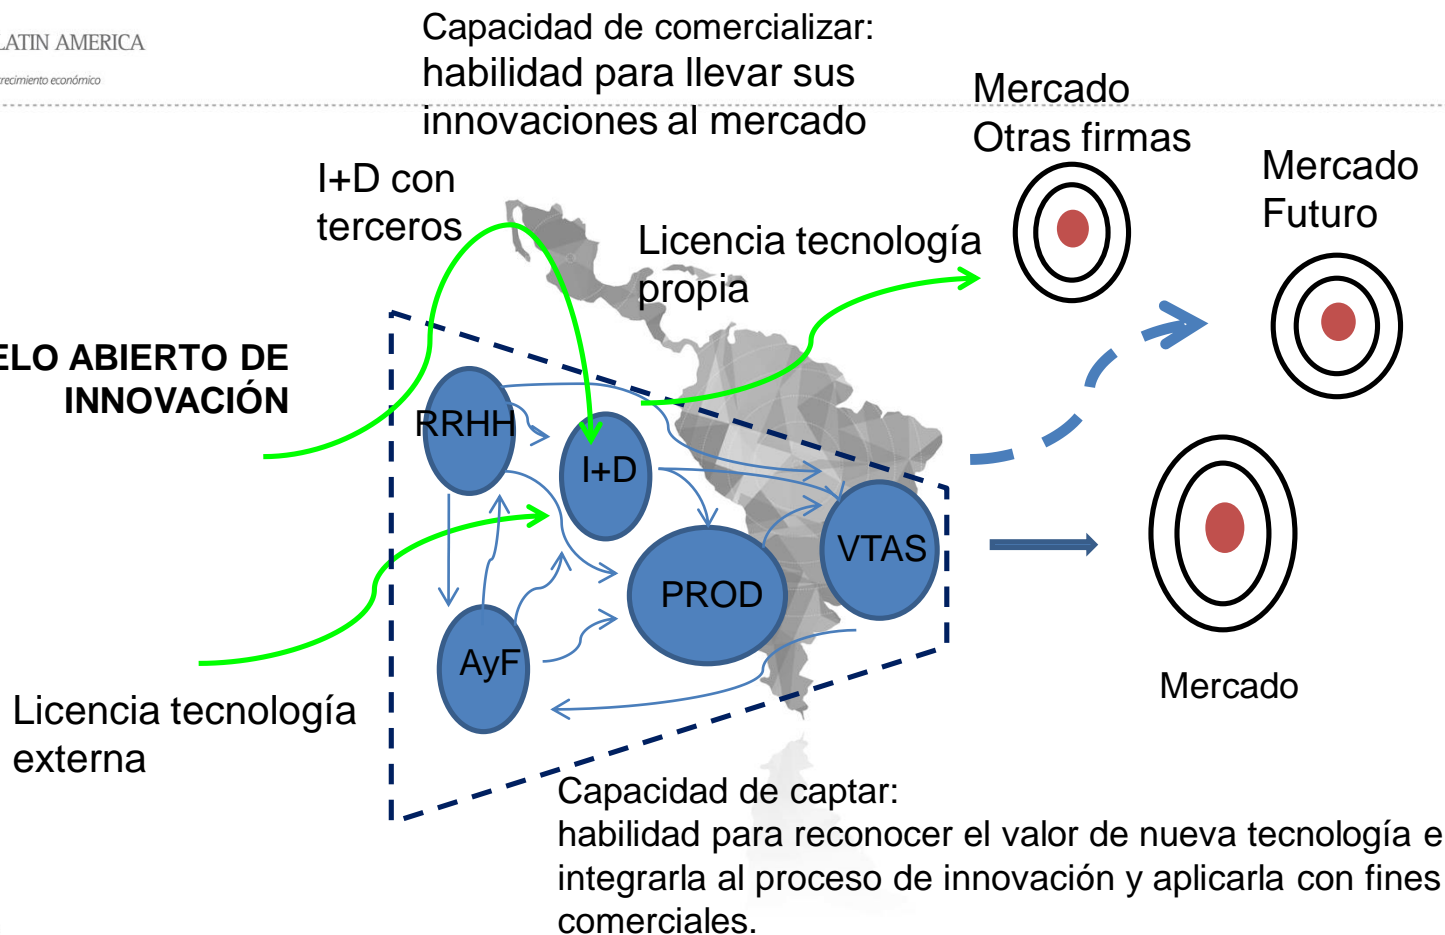 LATIN AMERICA
crecimiento económico
Capacidad de comercializar:
habilidad para llevar sus
innovaciones al mercado
Mercado
Otras firmas
Mercado
Futuro
I+D con
terceros
Licencia tecnología
propia
ELO ABIERTO DE
INNOVACIÓN
RRHH
I+D
VTAS
PROD
AyF
Mercado
Licencia tecnología
externa
Capacidad de captar:
habilidad para reconocer el valor de nueva tecnología e
integrarla al proceso de innovación y aplicarla con fines
comerciales.